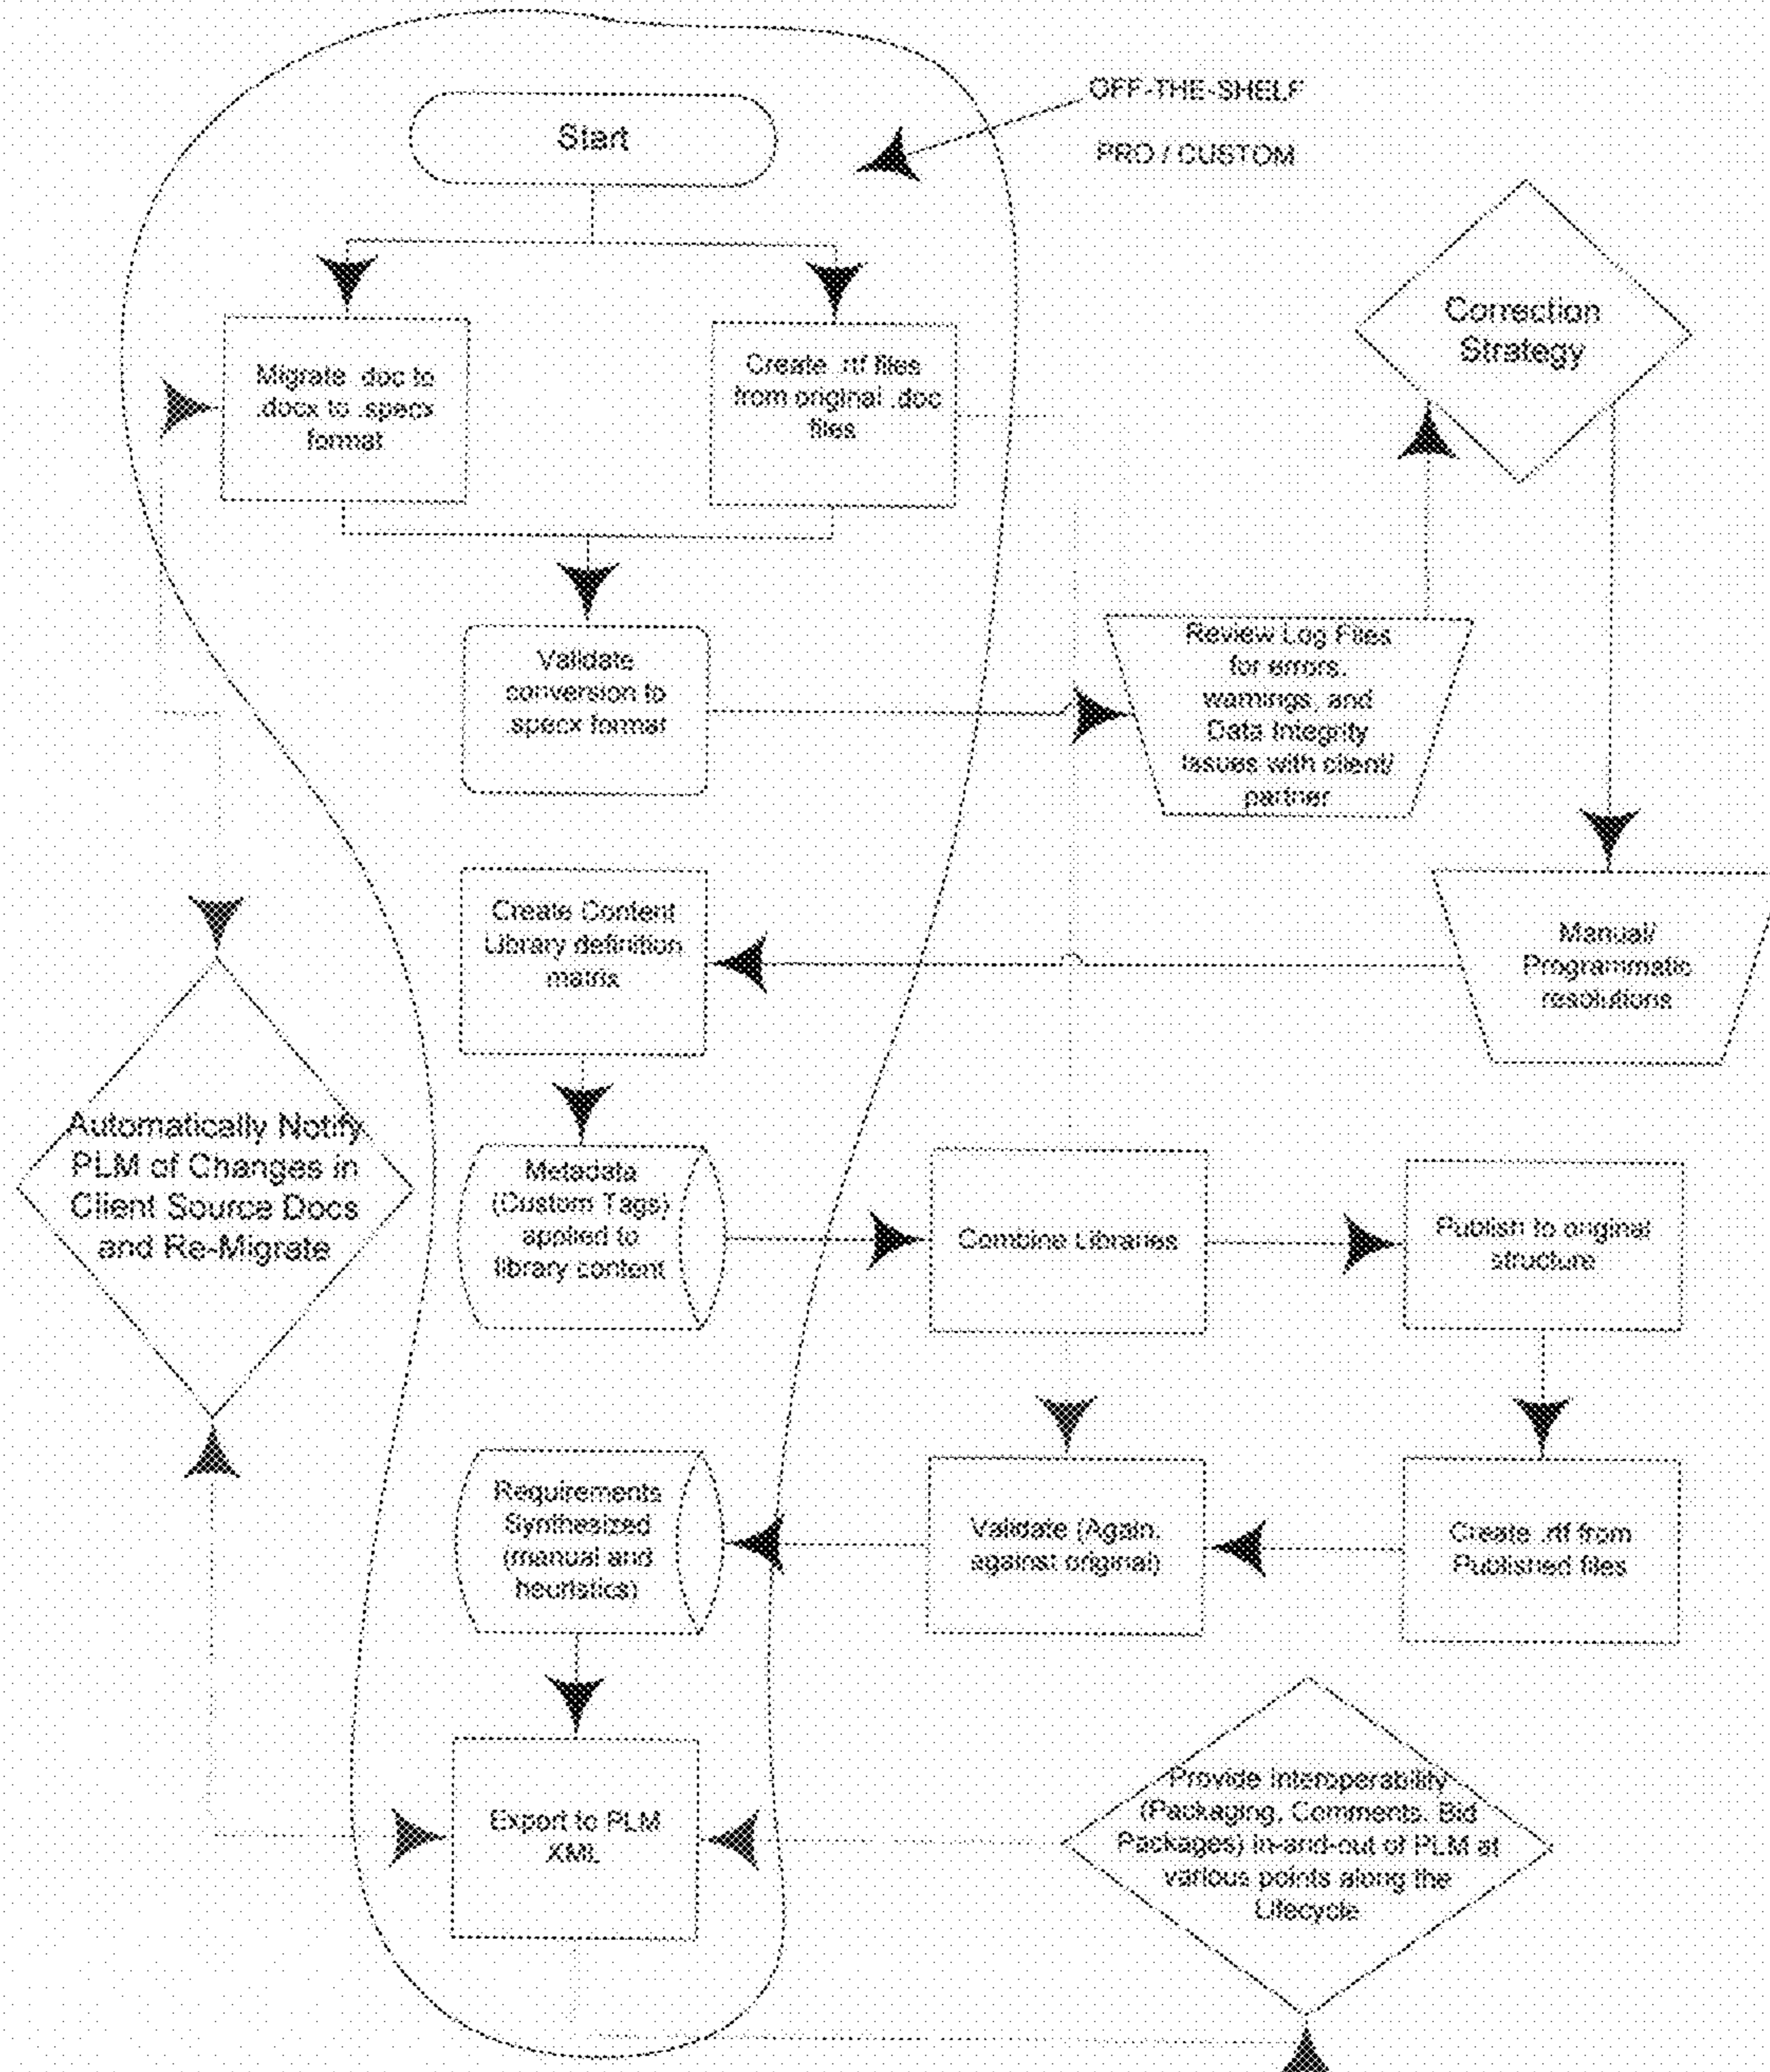 OFF-THE-SHELF
PRO / CUSTOM
Start
Correction
Strategy
Migrate .doc to
.docx to .specx
format
Create .rtf files
from original .doc
files
Validate
conversion to
.specx format
Review Log Files
for errors,
warnings, and
Data Integrity
Issues with client/
partner
Create Content
Library definition
matrix
Manual/
Programmatic
resolutions
Automatically Notify
PLM of Changes in
Client Source Docs
and Re-Migrate
Metadata
(Custom Tags)
applied to
library content
Combine Libraries
Publish to original
structure
Requirements
Synthesized
(manual and
heuristics)
Validate (Again,
against original)
Create .rtf from
Published files
Export to PLM
XML
Provide interoperability
(Packaging, Comments, Bid
Packages) in-and-out of PLM at
various points along the
Lifecycle